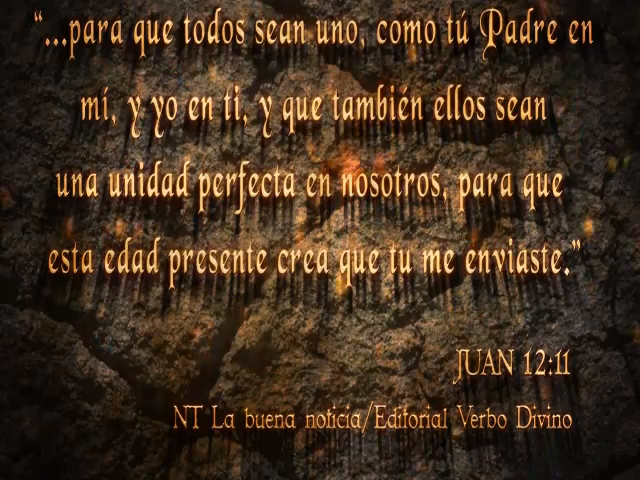 “...para que todos sean uno, como tú Padre en
mí, y yo en ti, y que también ellos sean
una unidad perfecta en nosotros, para que
esta edad presente crea que tu me enviaste.”
JUAN 12:11
NT La buena noticia/Editorial Verbo Divino